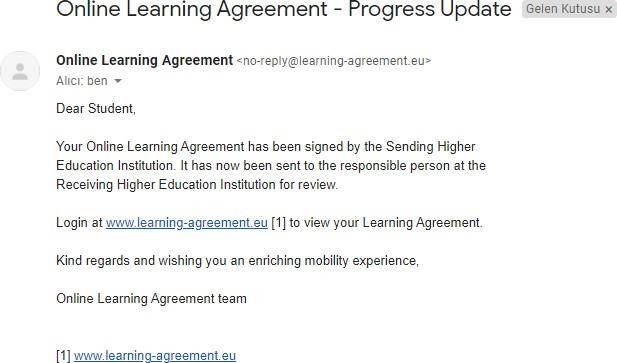 Online Learning Agreement - Progress Update Gelen Kutusu x
Online Learning Agreement <no-reply@learning-agreement.eu>
Alıcı: ben
Dear Student,
Your Online Learning Agreement has been signed by the Sending Higher
Education Institution. It has now been sent to the responsible person at the
Receiving Higher Education Institution for review.
Login at www.learning-agreement.eu [1] to view your Learning Agreement.
Kind regards and wishing you an enriching mobility experience,
Online Learning Agreement team
[1] www.learning-agreement.eu